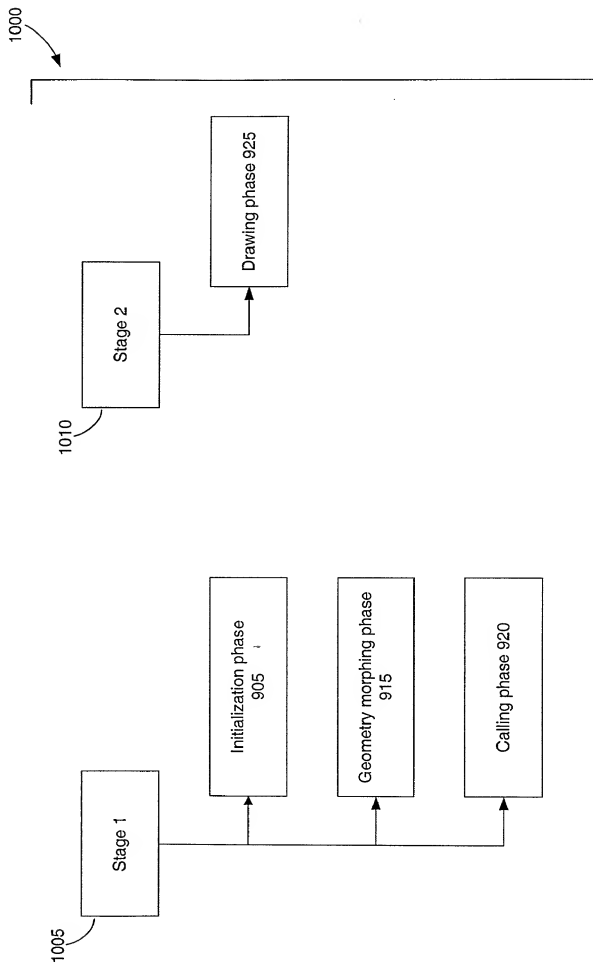 1000
1005
Stage 1
Initialization phase
905
Geometry morphing phase
915
Calling phase 920
1010
Stage 2
Drawing phase 925